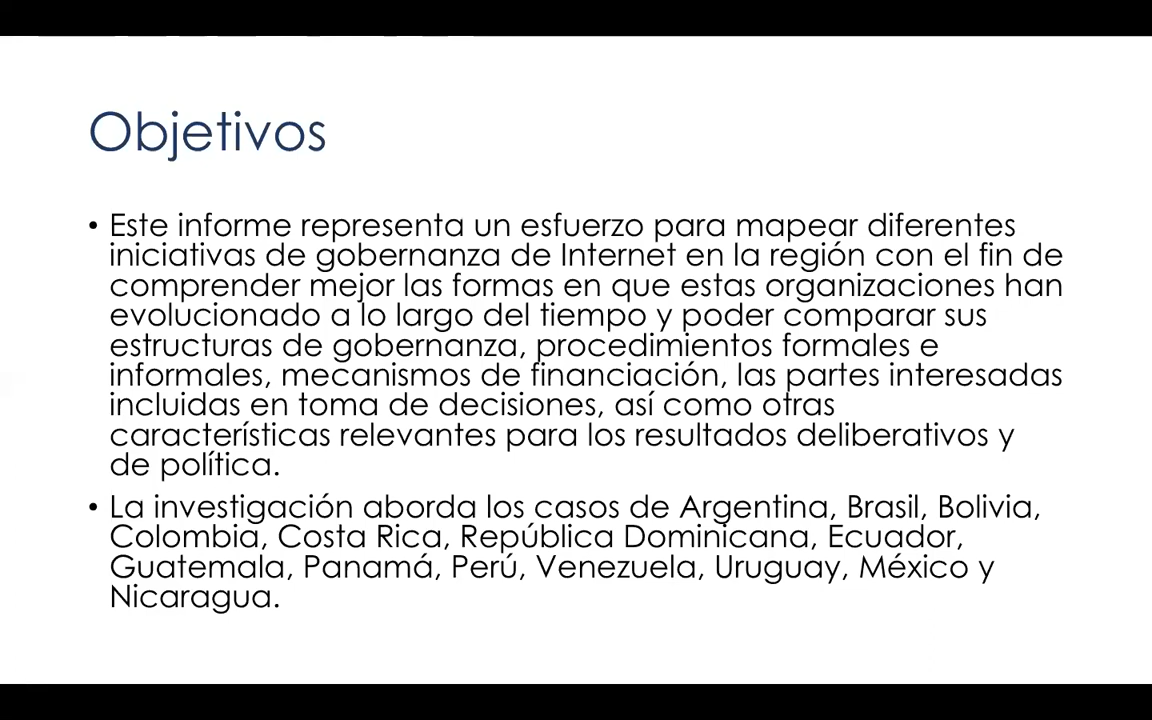 Objetivos
• Este informe representa un esfuerzo para mapear diferentes
iniciativas de gobernanza de Internet en la región con el fin de
comprender mejor las formas en que estas organizaciones han
evolucionado a lo largo del tiempo y poder comparar sus
estructuras de gobernanza, procedimientos formales e
informales, mecanismos de financiación, las partes interesadas
incluidas en toma de decisiones, así como otras
características relevantes para los resultados deliberativos y
de política.
• La investigación aborda los casos de Argentina, Brasil, Bolivia,
Colombia, Costa Rica, República Dominicana, Ecuador,
Guatemala, Panamá, Perú, Venezuela, Uruguay, México y
Nicaragua.